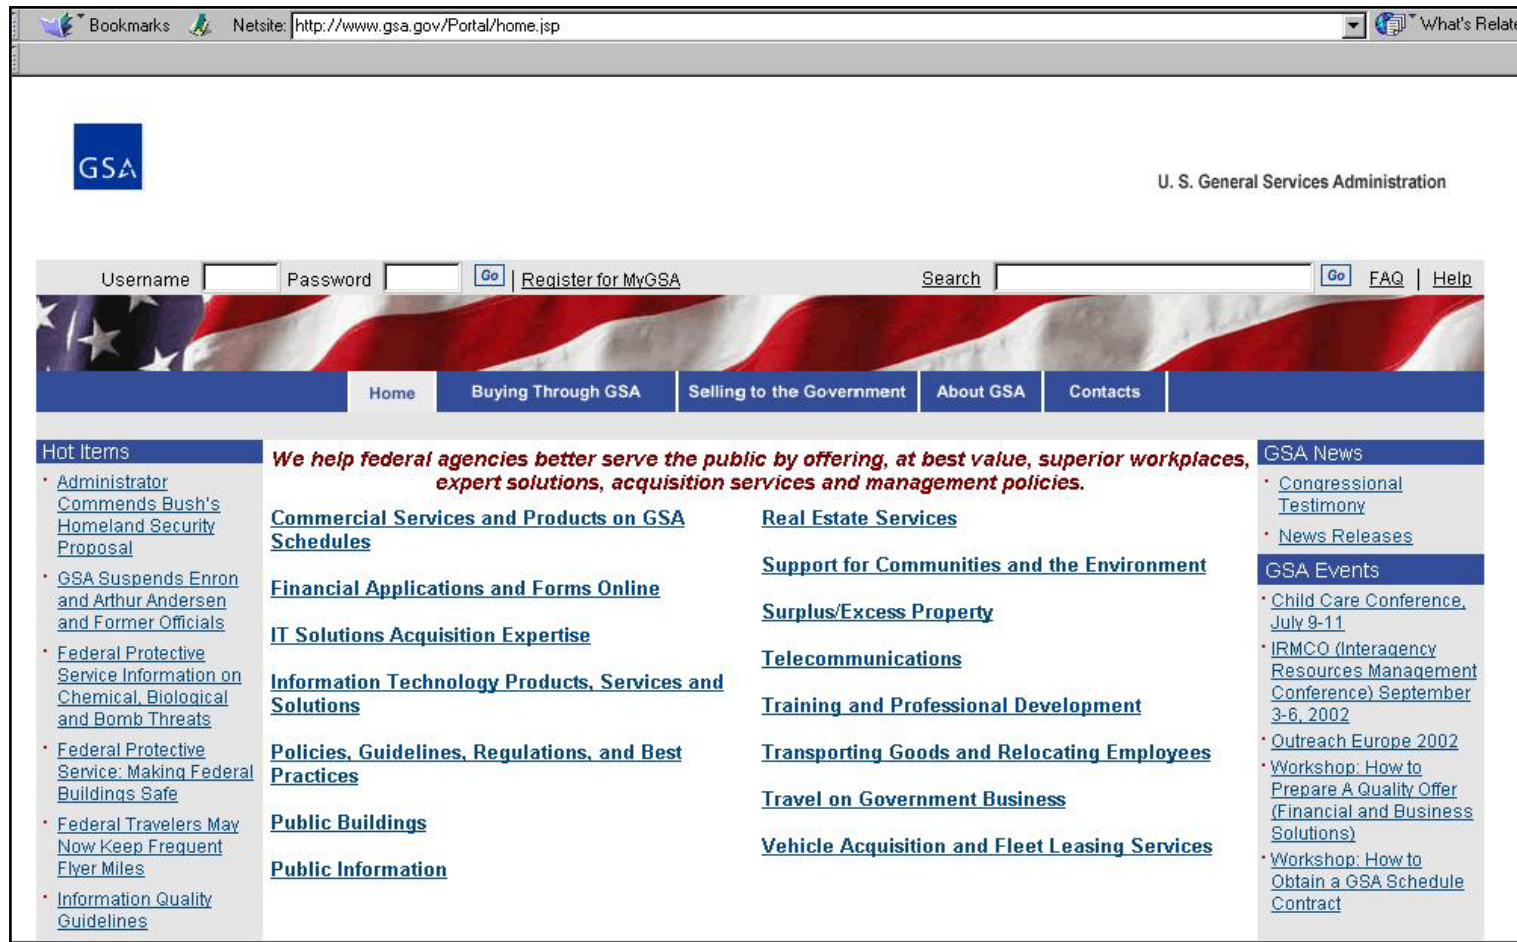 Bookmarks Netsite: http://www.gsa.gov/Portal/home.jsp What's Relate
GSA
U. S. General Services Administration
Username Password Go | Register for MyGSA Search Go FAQ | Help
Home Buying Through GSA Selling to the Government About GSA Contacts
Hot Items
Administrator
Commends Bush's
Homeland Security
Proposal
GSA Suspends Enron
and Arthur Andersen
and Former Officials
Federal Protective
Service Information on
Chemical, Biological
and Bomb Threats
Federal Protective
Service: Making Federal
Buildings Safe
Federal Travelers May
Now Keep Frequent
Flyer Miles
Information Quality
Guidelines
We help federal agencies better serve the public by offering, at best value, superior workplaces,
expert solutions, acquisition services and management policies.
Commercial Services and Products on GSA
Schedules
Financial Applications and Forms Online
IT Solutions Acquisition Expertise
Information Technology Products, Services and
Solutions
Policies, Guidelines, Regulations, and Best
Practices
Public Buildings
Public Information
Real Estate Services
Support for Communities and the Environment
Surplus/Excess Property
Telecommunications
Training and Professional Development
Transporting Goods and Relocating Employees
Travel on Government Business
Vehicle Acquisition and Fleet Leasing Services
GSA News
Congressional
Testimony
News Releases
GSA Events
Child Care Conference,
July 9-11
IRMCO (Interagency
Resources Management
Conference) September
3-6, 2002
Outreach Europe 2002
Workshop: How to
Prepare A Quality Offer
(Financial and Business
Solutions)
Workshop: How to
Obtain a GSA Schedule
Contract